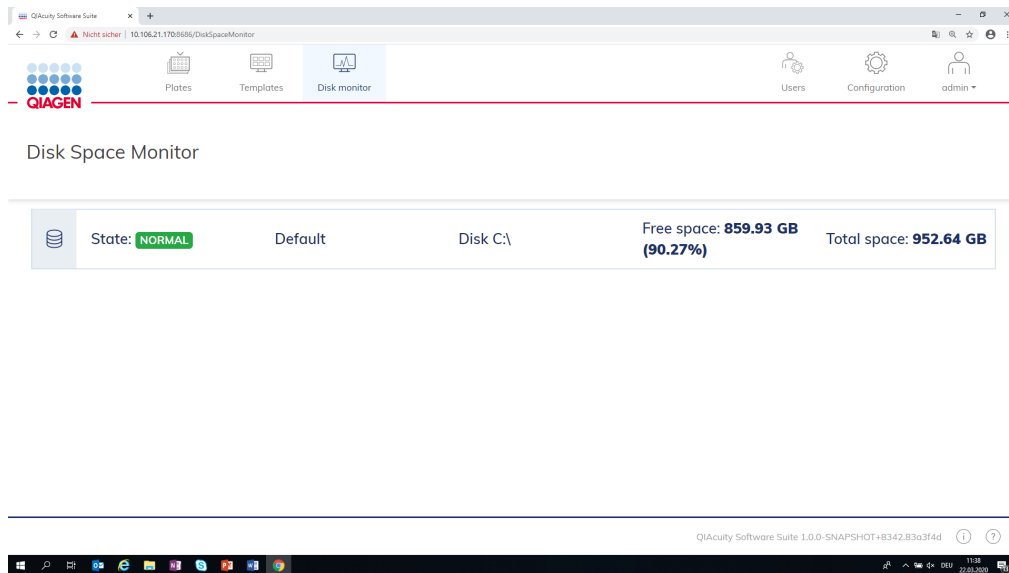 QIAcuity Software Suite
Nicht sicher | 10.106.21.170:8686/DiskSpaceMonitor
QIAGEN
Plates
Templates
Disk monitor
Users
Configuration
admin
Disk Space Monitor
State: NORMAL
Default
Disk C:\
Free space: 859.93 GB
(90.27%)
Total space: 952.64 GB
QIAcuity Software Suite 1.0.0-SNAPSHOT+8342.83a3f4d
DEU
11:38
22.03.2020